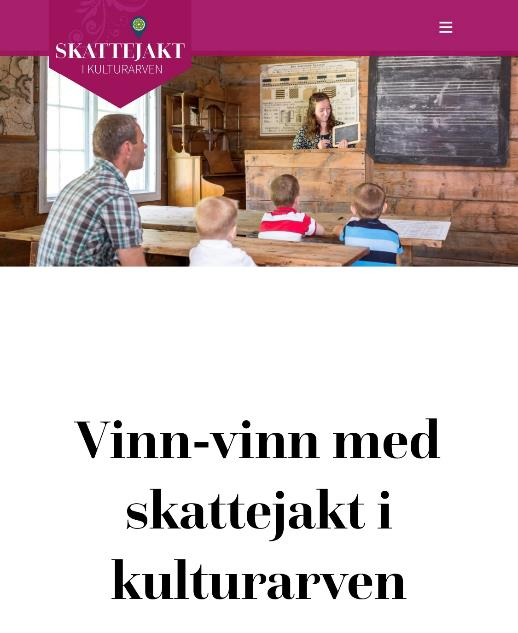 SKATTEJAKT
I KULTURARVEN
Vinn-vinn med
skattejakt i
kulturarven